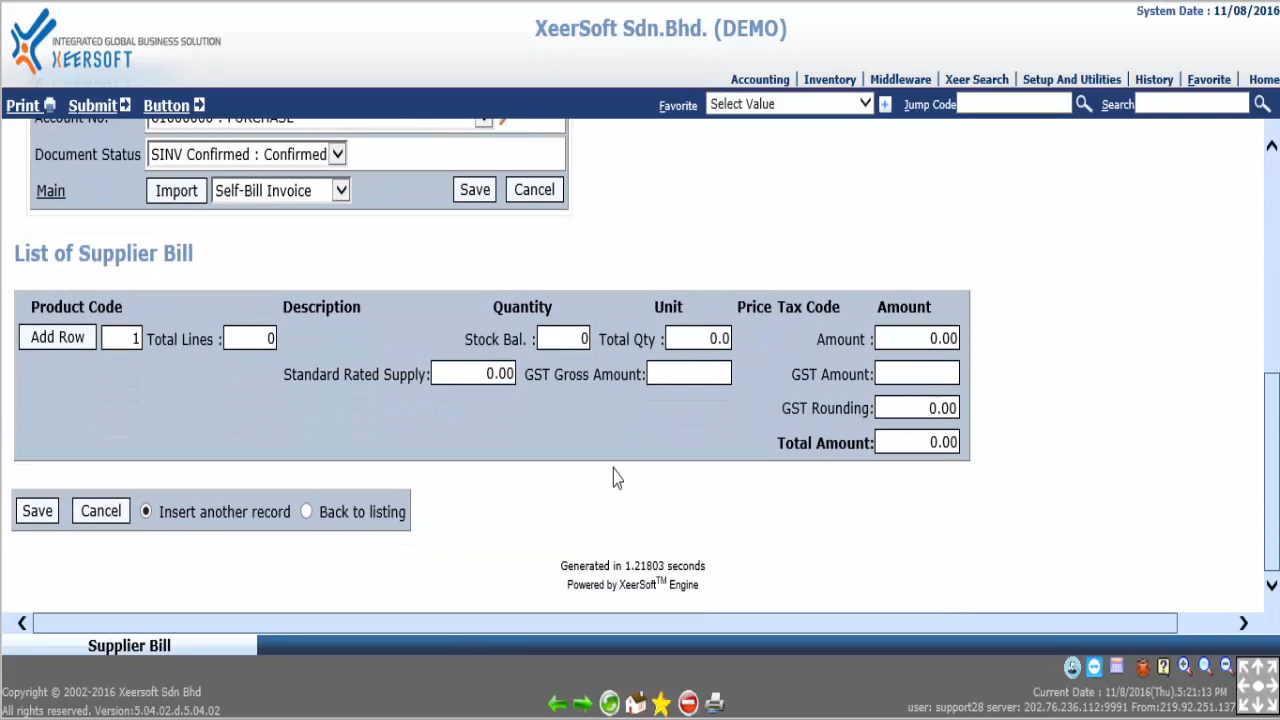 System Date : 11/08/2016
XeerSoft Sdn.Bhd. (DEMO)
INTEGRATED GLOBAL BUSINESS SOLUTION
XEERSOFT
Accounting | Inventory | Middleware | Xeer Search | Setup And Utilities | History | Favorite | Home
Print Submit Button Favorite Select Value Jump Code Search
Account No. 61000000 : PURCHASE
Document Status SINV Confirmed : Confirmed
Main Import Self-Bill Invoice Save Cancel
List of Supplier Bill
Product Code Description Quantity Unit Price Tax Code Amount
Add Row 1 Total Lines : 0 Stock Bal. : 0 Total Qty : 0.0 Amount : 0.00
Standard Rated Supply: 0.00 GST Gross Amount: GST Amount:
GST Rounding: 0.00
Total Amount: 0.00
Save Cancel Insert another record Back to listing
Generated in 1.21803 seconds
Powered by XeerSoft™ Engine
Supplier Bill
Copyright © 2002-2016 Xeersoft Sdn Bhd
All rights reserved. Version:5.04.02.d.5.04.02
Current Date : 11/8/2016(Thu).5:21:13 PM
user: support28 server: 202.76.236.112:9991 From:219.92.251.137